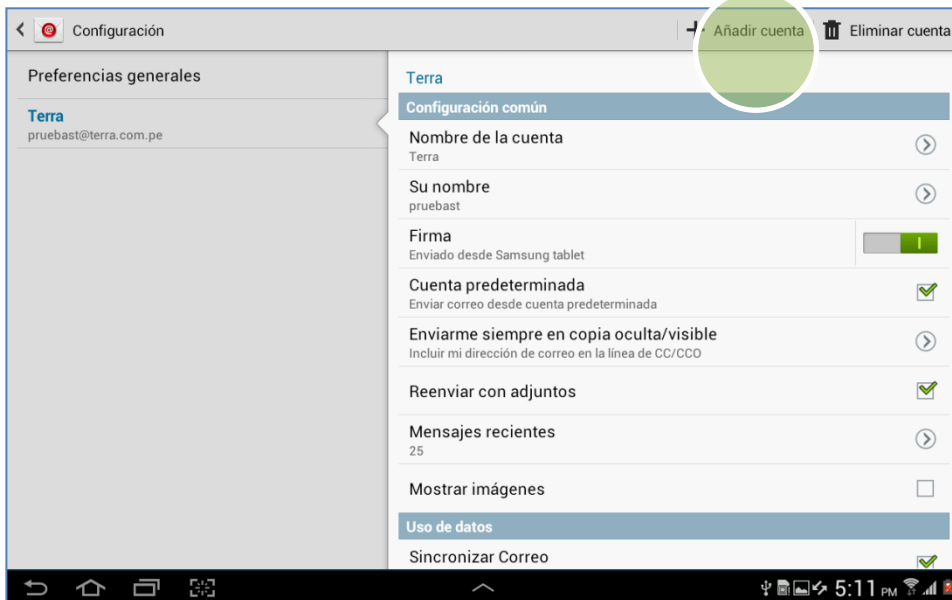 Configuración
Añadir cuenta
Eliminar cuenta
Preferencias generales
Terra
pruebast@terra.com.pe
Terra
Configuración común
Nombre de la cuenta
Terra
Su nombre
pruebast
Firma
Enviado desde Samsung tablet
Cuenta predeterminada
Enviar correo desde cuenta predeterminada
Enviarme siempre en copia oculta/visible
Incluir mi dirección de correo en la línea de CC/CCO
Reenviar con adjuntos
Mensajes recientes
25
Mostrar imágenes
Uso de datos
Sincronizar Correo
5:11 PM